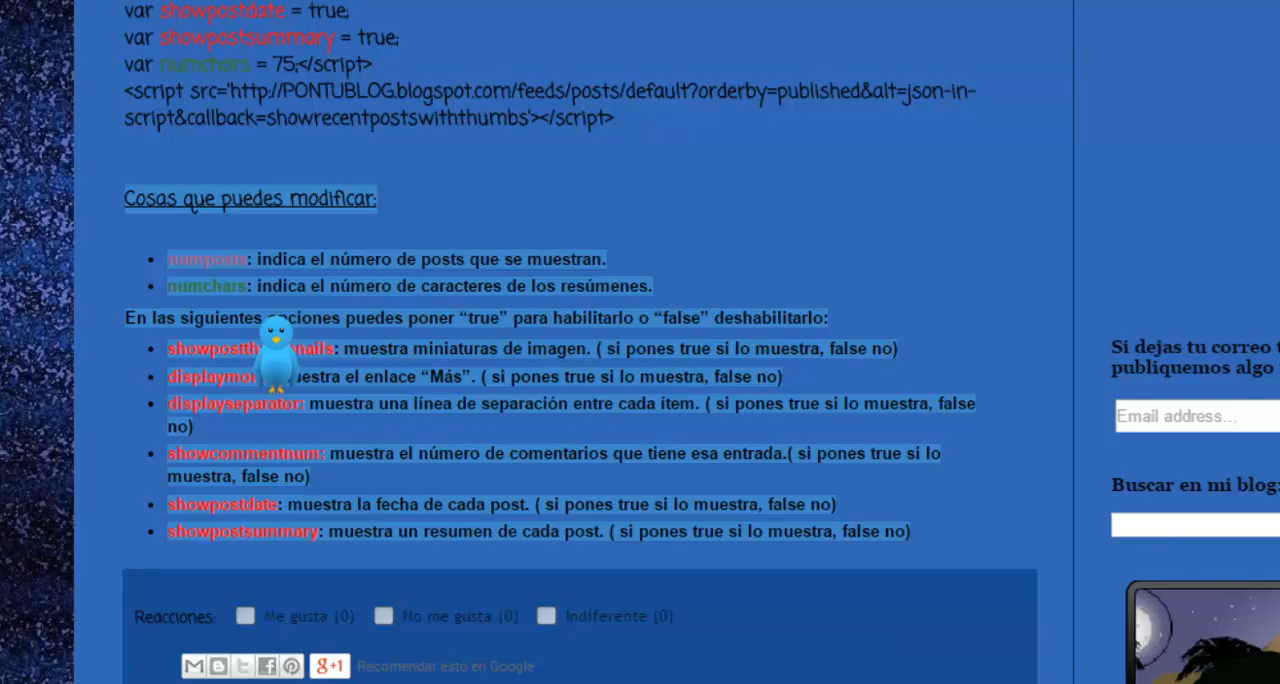 var showpostdate = true;
var showpostsummary = true;
var numchars = 75;</script>
<script src='http://PONTUBLOG.blogspot.com/feeds/posts/default?orderby=published&alt=json-in-
script&callback=showrecentpostswiththumbs'></script>
Cosas que puedes modificar:
numposts: indica el número de posts que se muestran.
numchars: indica el número de caracteres de los resúmenes.
En las siguientes opciones puedes poner “true” para habilitarlo o “false” deshabilitarlo:
muestra miniaturas de imagen. ( si pones true si lo muestra, false no)
el enlace “Más”. ( si pones true si lo muestra, false no)
displayseparator: muestra una línea de separación entre cada ítem. ( si pones true si lo muestra, false
no)
showcommentnum: muestra el número de comentarios que tiene esa entrada.( si pones true si lo
muestra, false no)
showpostdate: muestra la fecha de cada post. ( si pones true si lo muestra, false no)
showpostsummary: muestra un resumen de cada post. ( si pones true si lo muestra, false no)
Reacciones: Me gusta (0) No me gusta (0) Indiferente (0)
g+1 Recomendar esto en Google
Si dejas tu correo
publiquemos algo
Email address...
Buscar en mi blog: